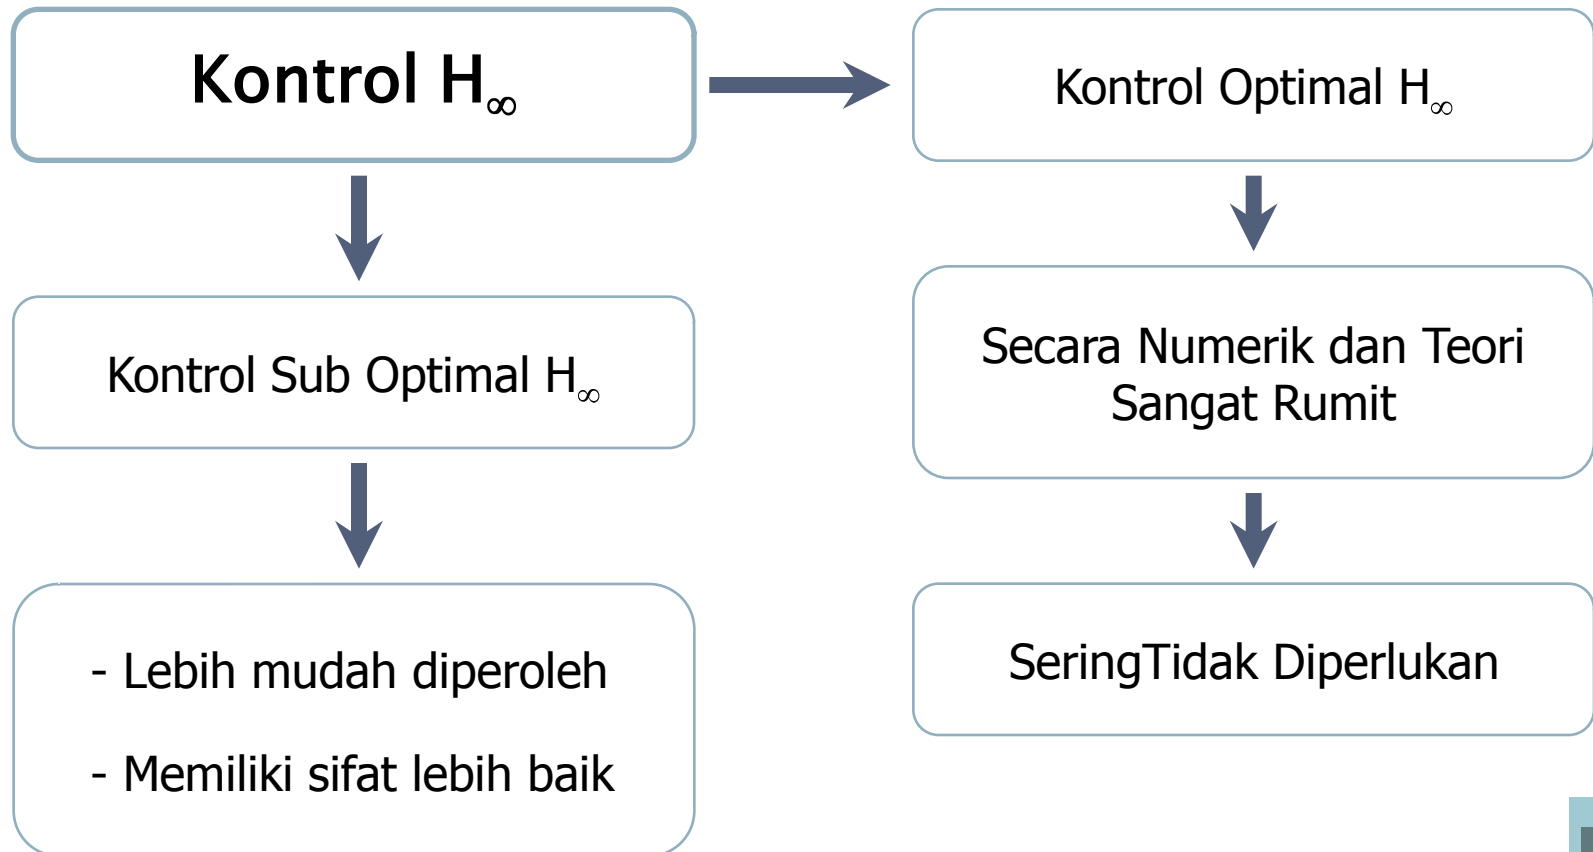 Kontrol H∞
Kontrol Optimal H∞
Kontrol Sub Optimal H∞
Secara Numerik dan Teori
Sangat Rumit
- Lebih mudah diperoleh
- Memiliki sifat lebih baik
SeringTidak Diperlukan